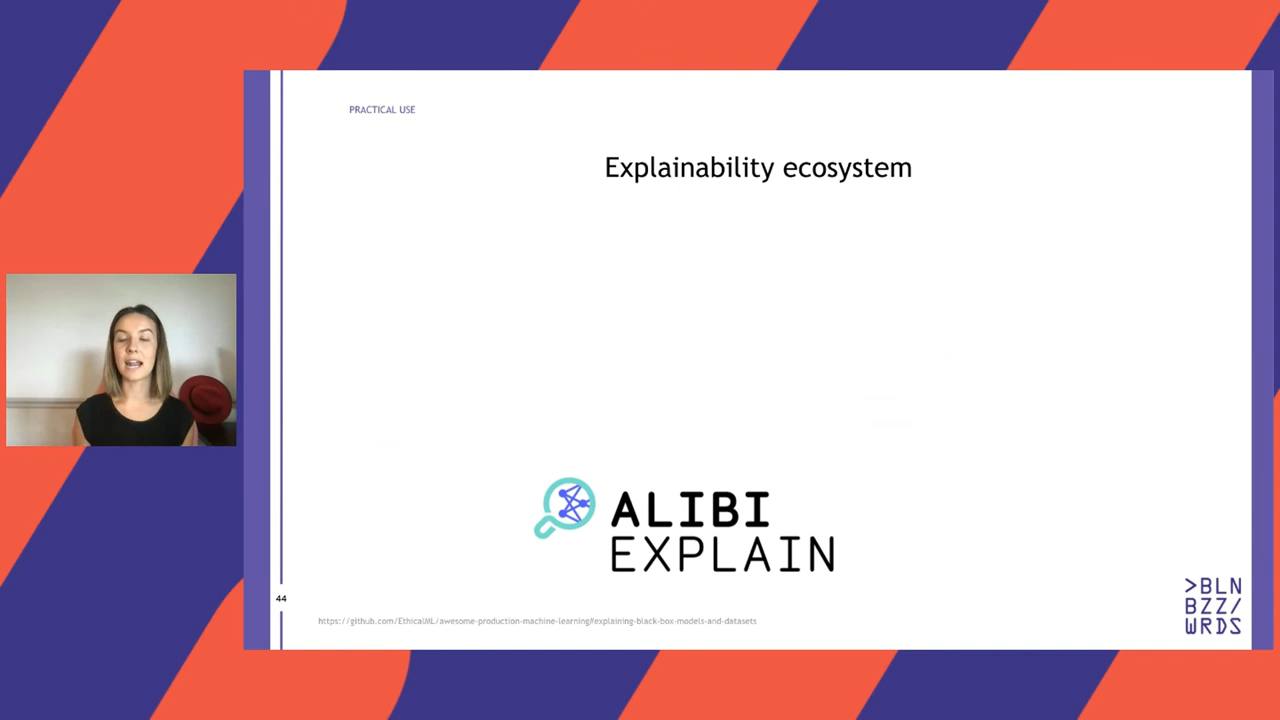 PRACTICAL USE
Explainability ecosystem
ALIBI
EXPLAIN
44
https://github.com/EthicalML/awesome-production-machine-learning#explaining-black-box-models-and-datasets
>BLN
BZZ/
WRDS